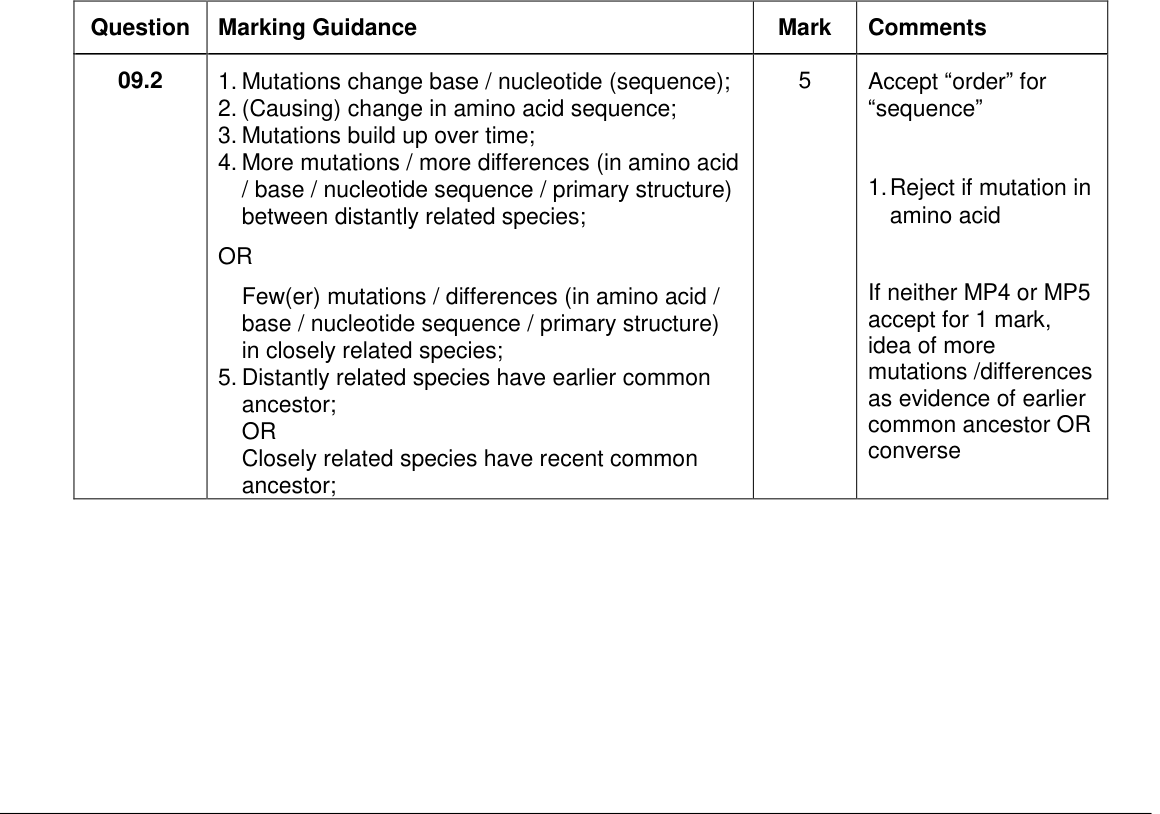 Question Marking Guidance Mark Comments
09.2
1. Mutations change base / nucleotide (sequence);
2. (Causing) change in amino acid sequence;
3. Mutations build up over time;
4. More mutations / more differences (in amino acid
/ base / nucleotide sequence / primary structure)
between distantly related species;
OR
Few(er) mutations / differences (in amino acid /
base / nucleotide sequence / primary structure)
in closely related species;
5. Distantly related species have earlier common
ancestor;
OR
Closely related species have recent common
ancestor;
5
Accept “order” for
“sequence”
1. Reject if mutation in
amino acid
If neither MP4 or MP5
accept for 1 mark,
idea of more
mutations /differences
as evidence of earlier
common ancestor OR
converse